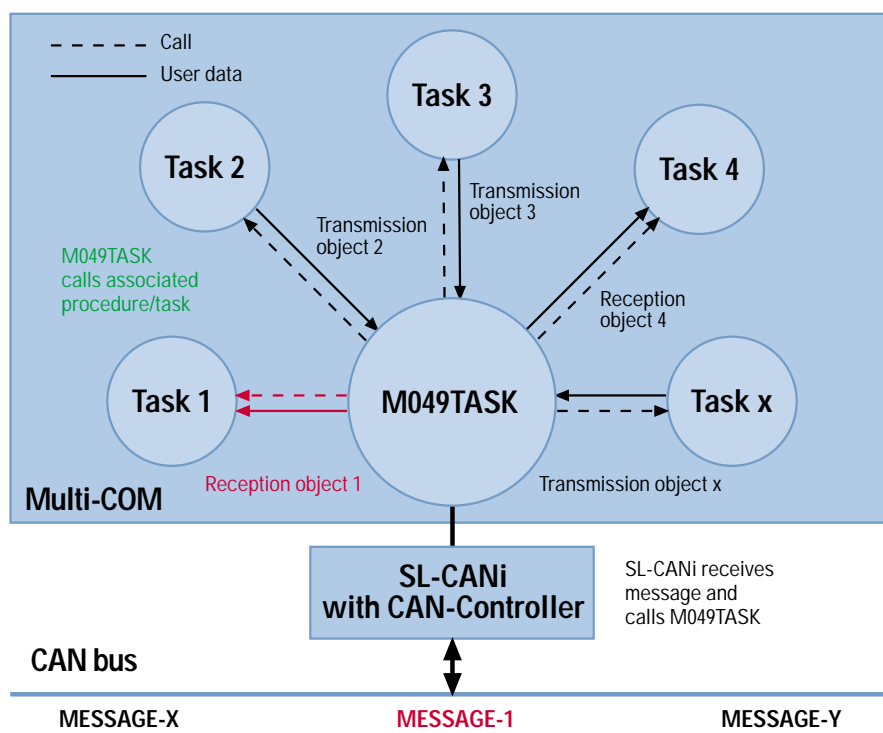 Call
User data
Task 3
Task 2
Task 4
Transmission
object 3
Transmission
object 2
M049TASK
calls associated
procedure/task
Reception
object 4
Task 1
M049TASK
Task x
Reception object 1
Transmission object x
Multi-COM
SL-CANi
with CAN-Controller
SL-CANi receives
message and
calls M049TASK
CAN bus
MESSAGE-X
MESSAGE-1
MESSAGE-Y